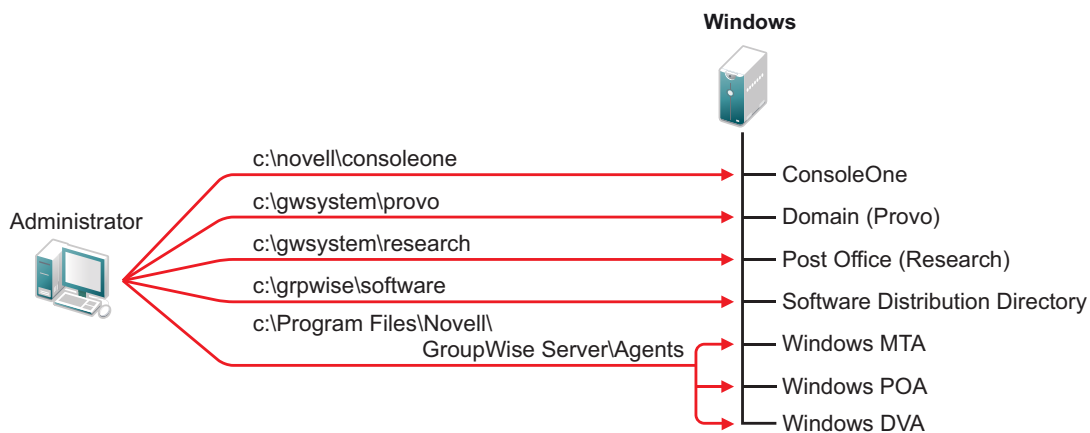 Windows
c:\novell\consoleone
ConsoleOne
Administrator
c:\gwsystem\provo
Domain (Provo)
c:\gwsystem\research
Post Office (Research)
c:\grpwise\software
Software Distribution Directory
c:\Program Files\Novell\
GroupWise Server\Agents
Windows MTA
Windows POA
Windows DVA